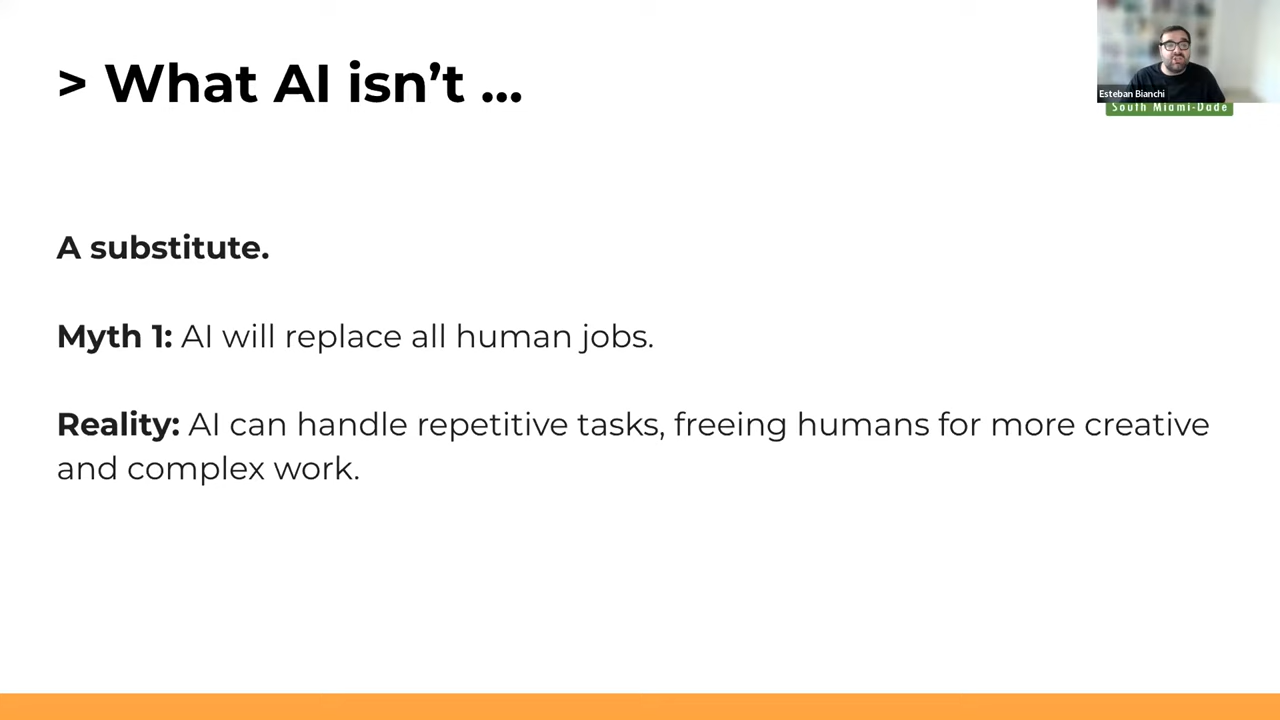 > What AI isn’t ...
Esteban Bianchi
South Miami-Dade
A substitute.
Myth 1: AI will replace all human jobs.
Reality: AI can handle repetitive tasks, freeing humans for more creative
and complex work.